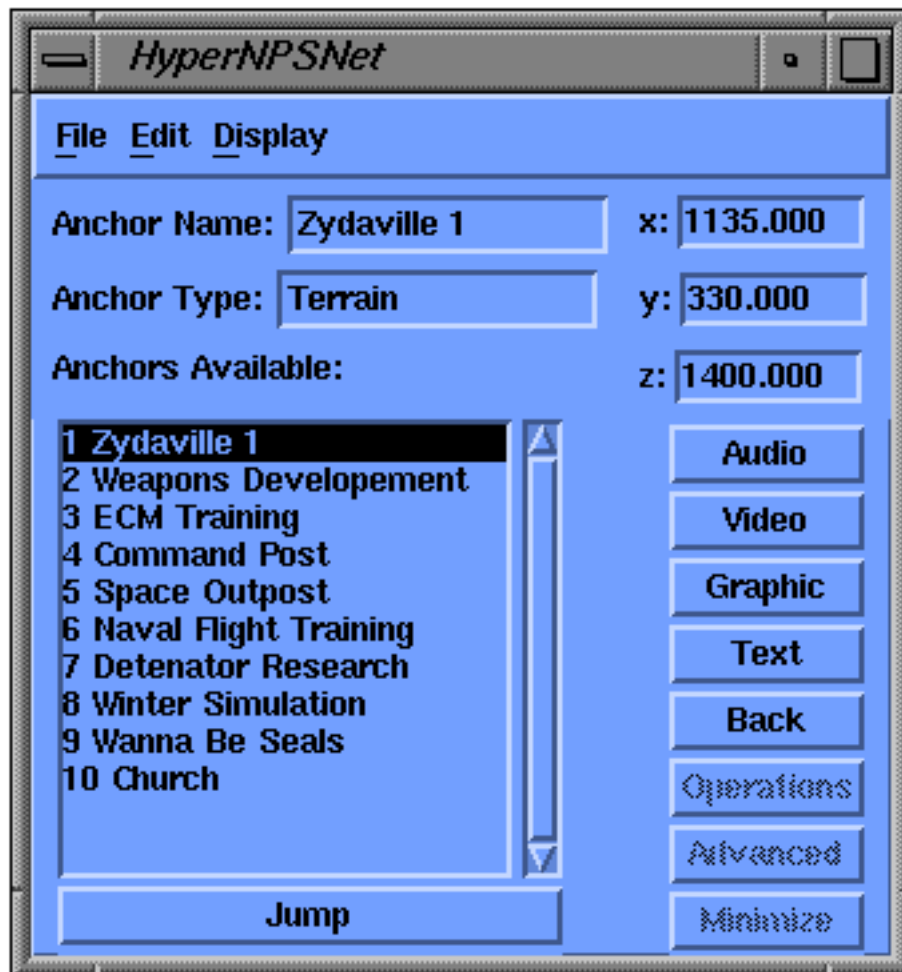 HyperNPSNet
File Edit Display
Anchor Name: Zydaville 1 x: 1135.000
Anchor Type: Terrain y: 330.000
Anchors Available: z: 1400.000
1 Zydaville 1
2 Weapons Developement
3 ECM Training
4 Command Post
5 Space Outpost
6 Naval Flight Training
7 Detenator Research
8 Winter Simulation
9 Wanna Be Seals
10 Church
Jump
Audio
Video
Graphic
Text
Back
Operations
Advanced
Minimize